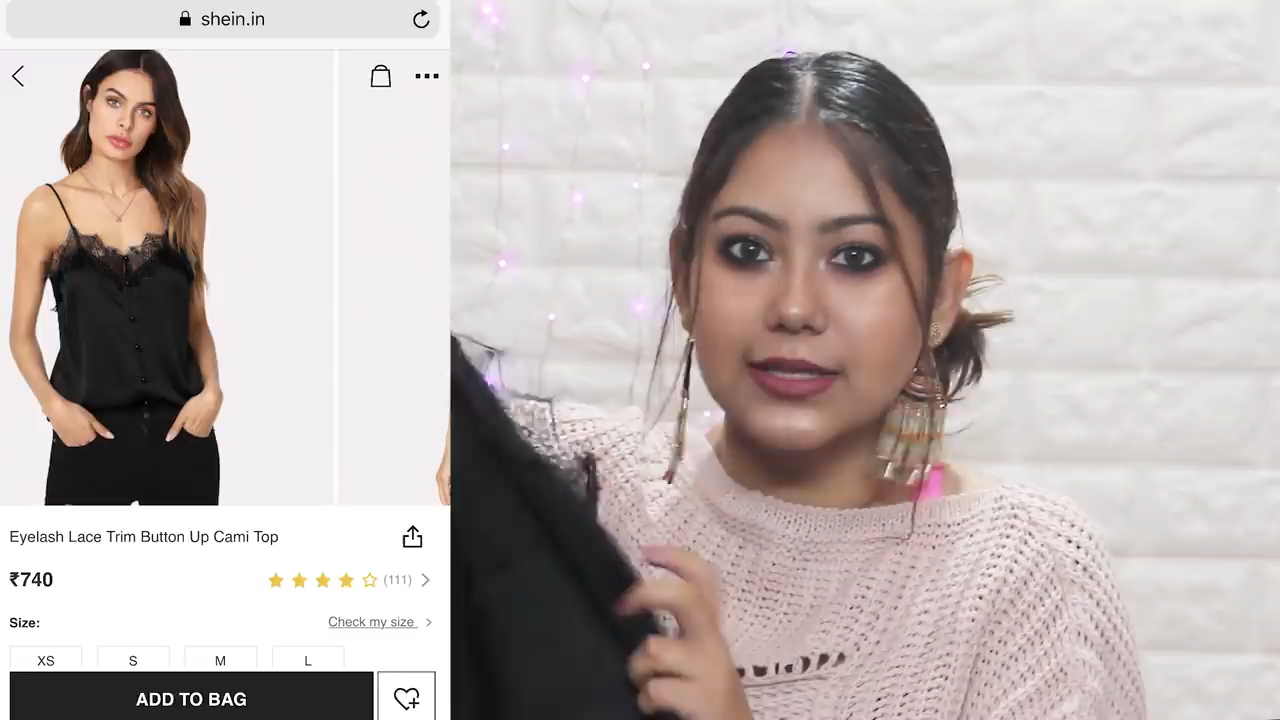 shein.in
Eyelash Lace Trim Button Up Cami Top
₹740
(111)
Size:
Check my size
XS S M L
ADD TO BAG